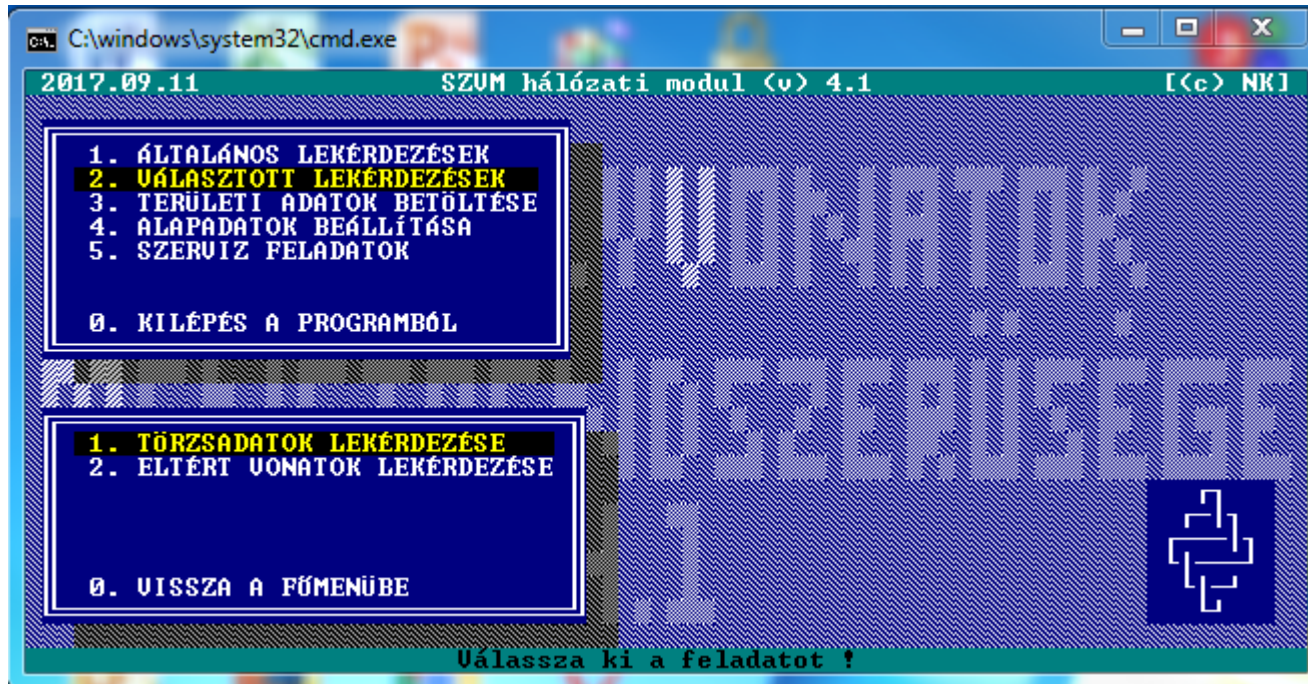 C:\windows\system32\cmd.exe
2017.09.11 SZVM hálózati modul (v) 4.1 [(c) NK]
1. ÁLTALÁNOS LEKÉRDEZÉSEK
2. VÁLASZTOTT LEKÉRDEZÉSEK
3. TERÜLETI ADATOK BETÖLTÉSE
4. ALAPADATOK BEÁLLÍTÁSA
5. SZERVIZ FELADATOK
0. KILÉPÉS A PROGRAMBÓL
1. TÖRZSADATOK LEKÉRDEZÉSE
2. ELTÉRT VONATOK LEKÉRDEZÉSE
0. VISSZA A FŐMENÜBE
Válassza ki a feladatot !